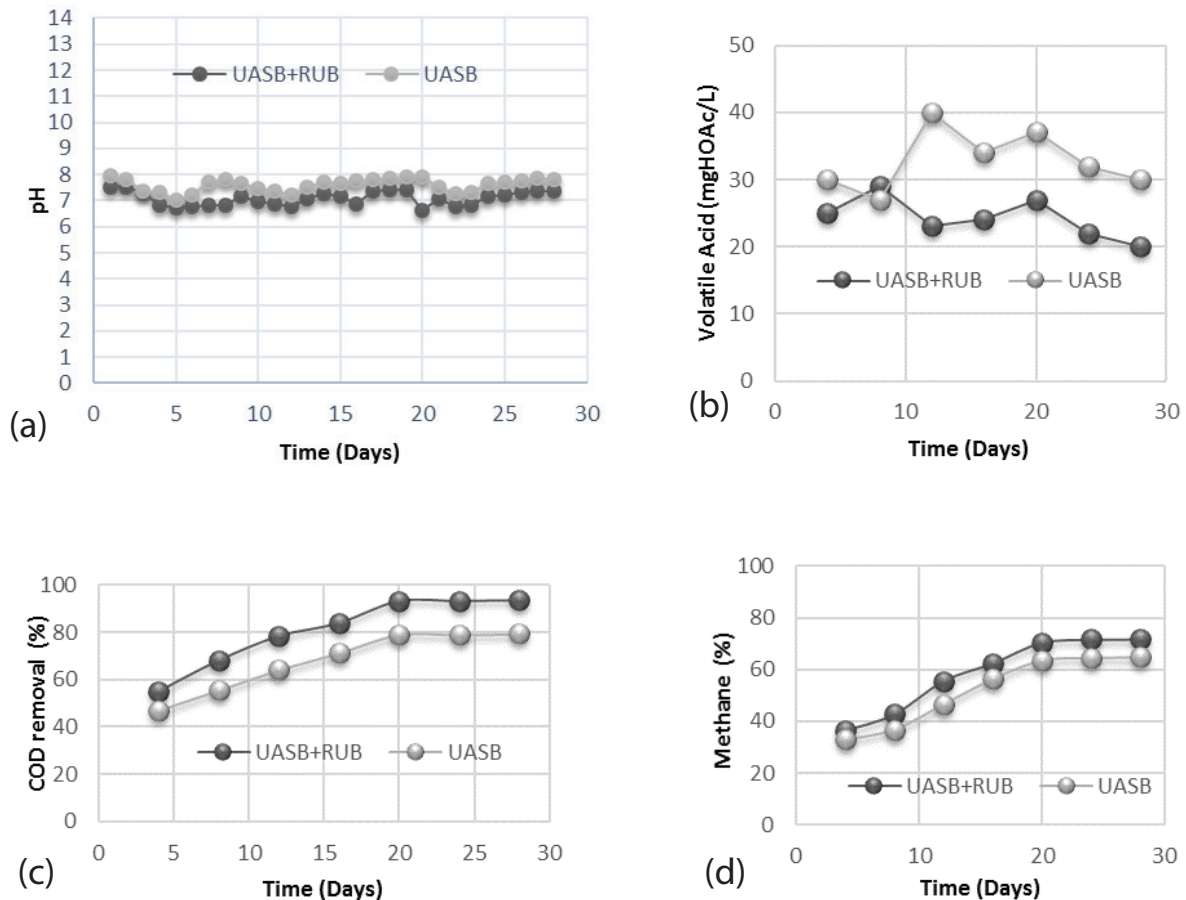 14
13
12
11
10
9
8
7
6
5
4
3
2
1
0
pH
UASB+RUB UASB
0 5 10 15 20 25 30
Time (Days)
(a)
50
40
30
20
10
0
Volatile Acid (mgHOAc/L)
UASB+RUB UASB
0 10 20 30
Time (Days)
(b)
100
80
60
40
20
0
COD removal (%)
UASB+RUB UASB
0 5 10 15 20 25 30
Time (Days)
(c)
100
80
60
40
20
0
Methane (%)
UASB+RUB UASB
0 10 20 30
Time (Days)
(d)